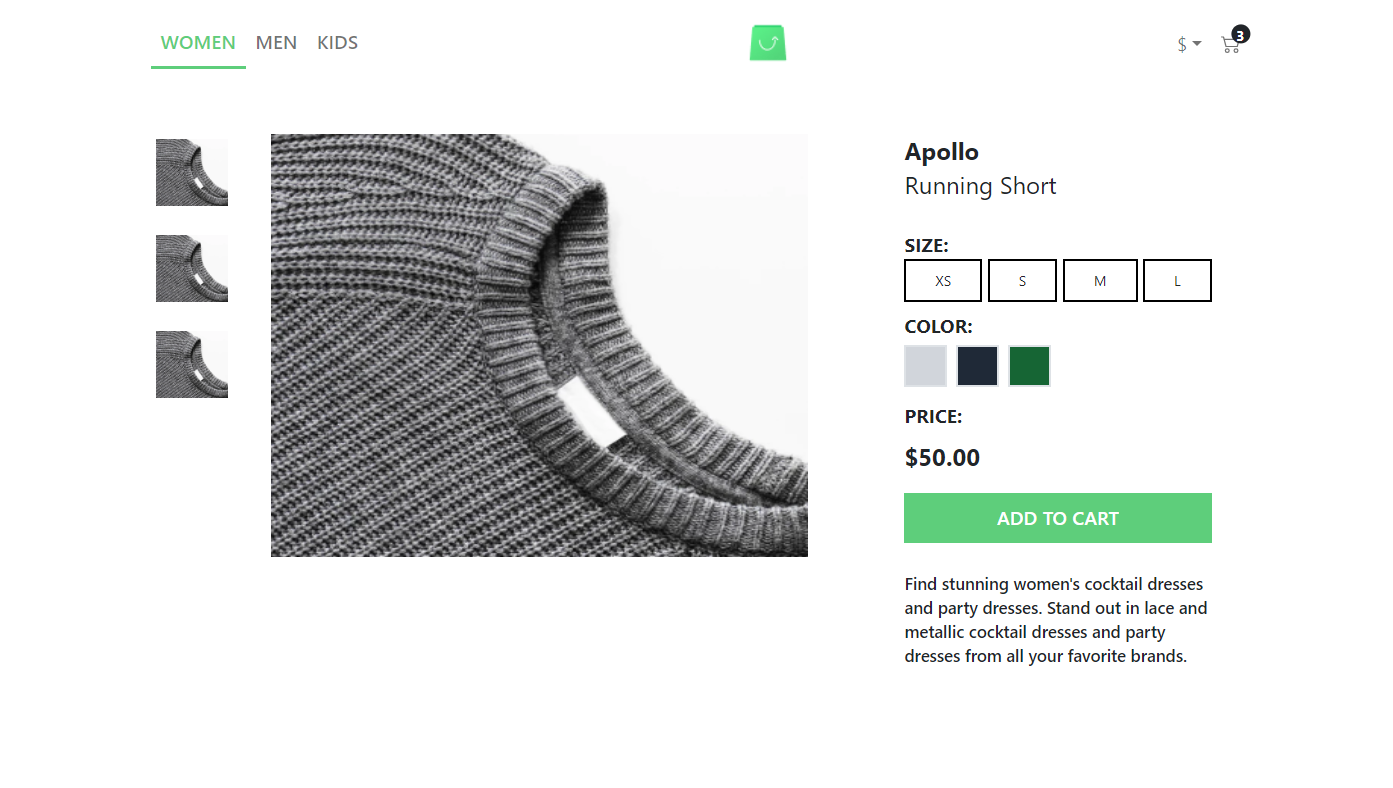 WOMEN MEN KIDS $ 3
Apollo
Running Short
SIZE:
XS S M L
COLOR:
PRICE:
$50.00
ADD TO CART
Find stunning women's cocktail dresses
and party dresses. Stand out in lace and
metallic cocktail dresses and party
dresses from all your favorite brands.